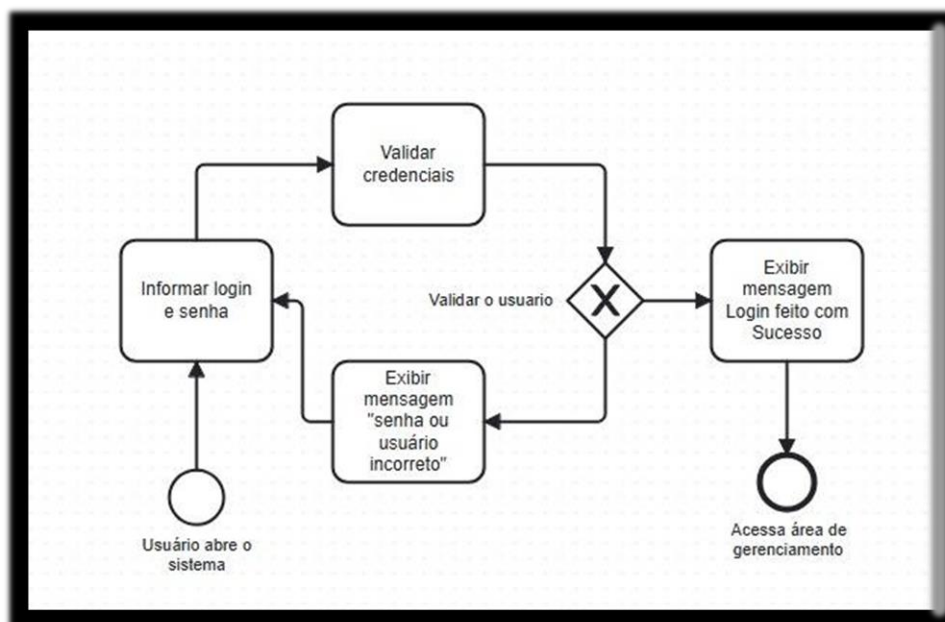 Validar
credenciais
Informar login
e senha
Validar o usuario
Exibir
mensagem
Login feito com
Sucesso
Exibir
mensagem
"senha ou
usuário
incorreto"
Usuário abre o
sistema
Acessa área de
gerenciamento